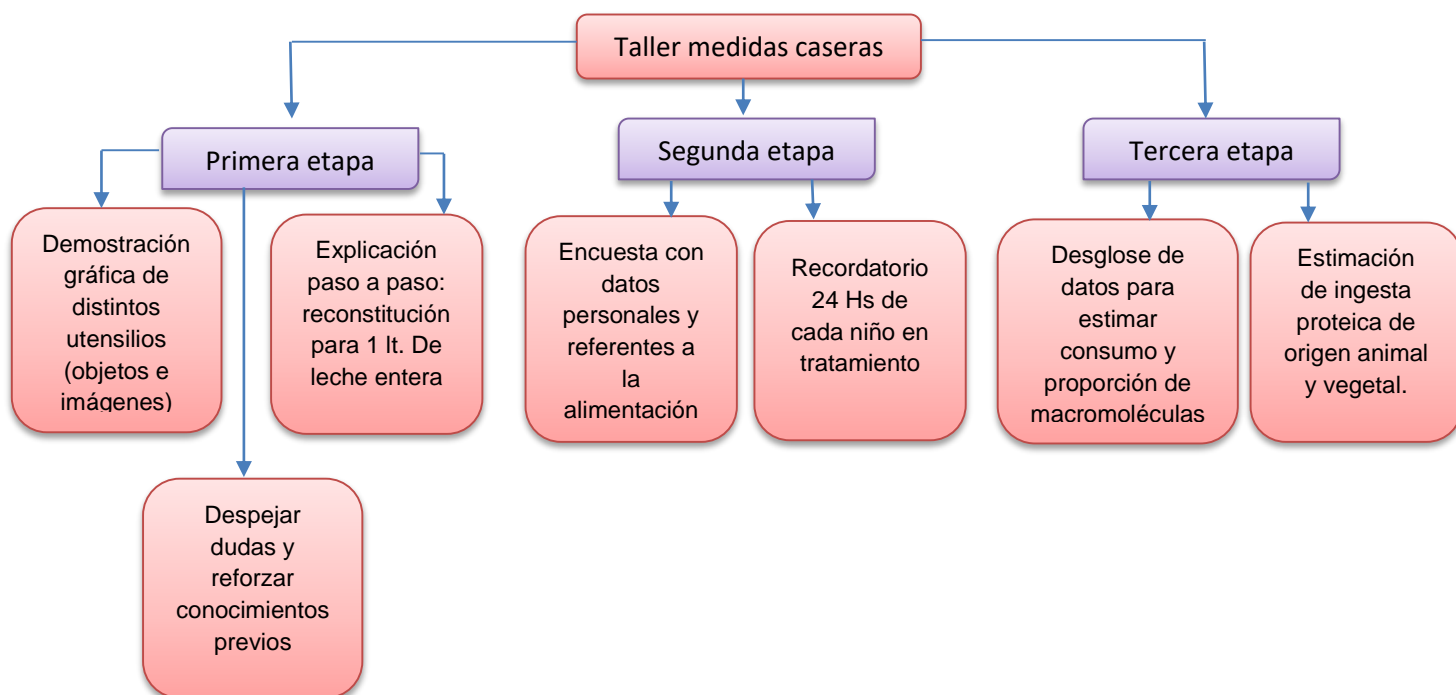 Taller medidas caseras
Primera etapa
Segunda etapa
Tercera etapa
Demostración
gráfica de
distintos
utensilios
(objetos e
imágenes)
Explicación
paso a paso:
reconstitución
para 1 lt. De
leche entera
Despejar
dudas y
reforzar
conocimientos
previos
Encuesta con
datos
personales y
referentes a
la
alimentación
Recordatorio
24 Hs de
cada niño en
tratamiento
Desglose de
datos para
estimar
consumo y
proporción de
macromoléculas
Estimación
de ingesta
proteica de
origen animal
y vegetal.